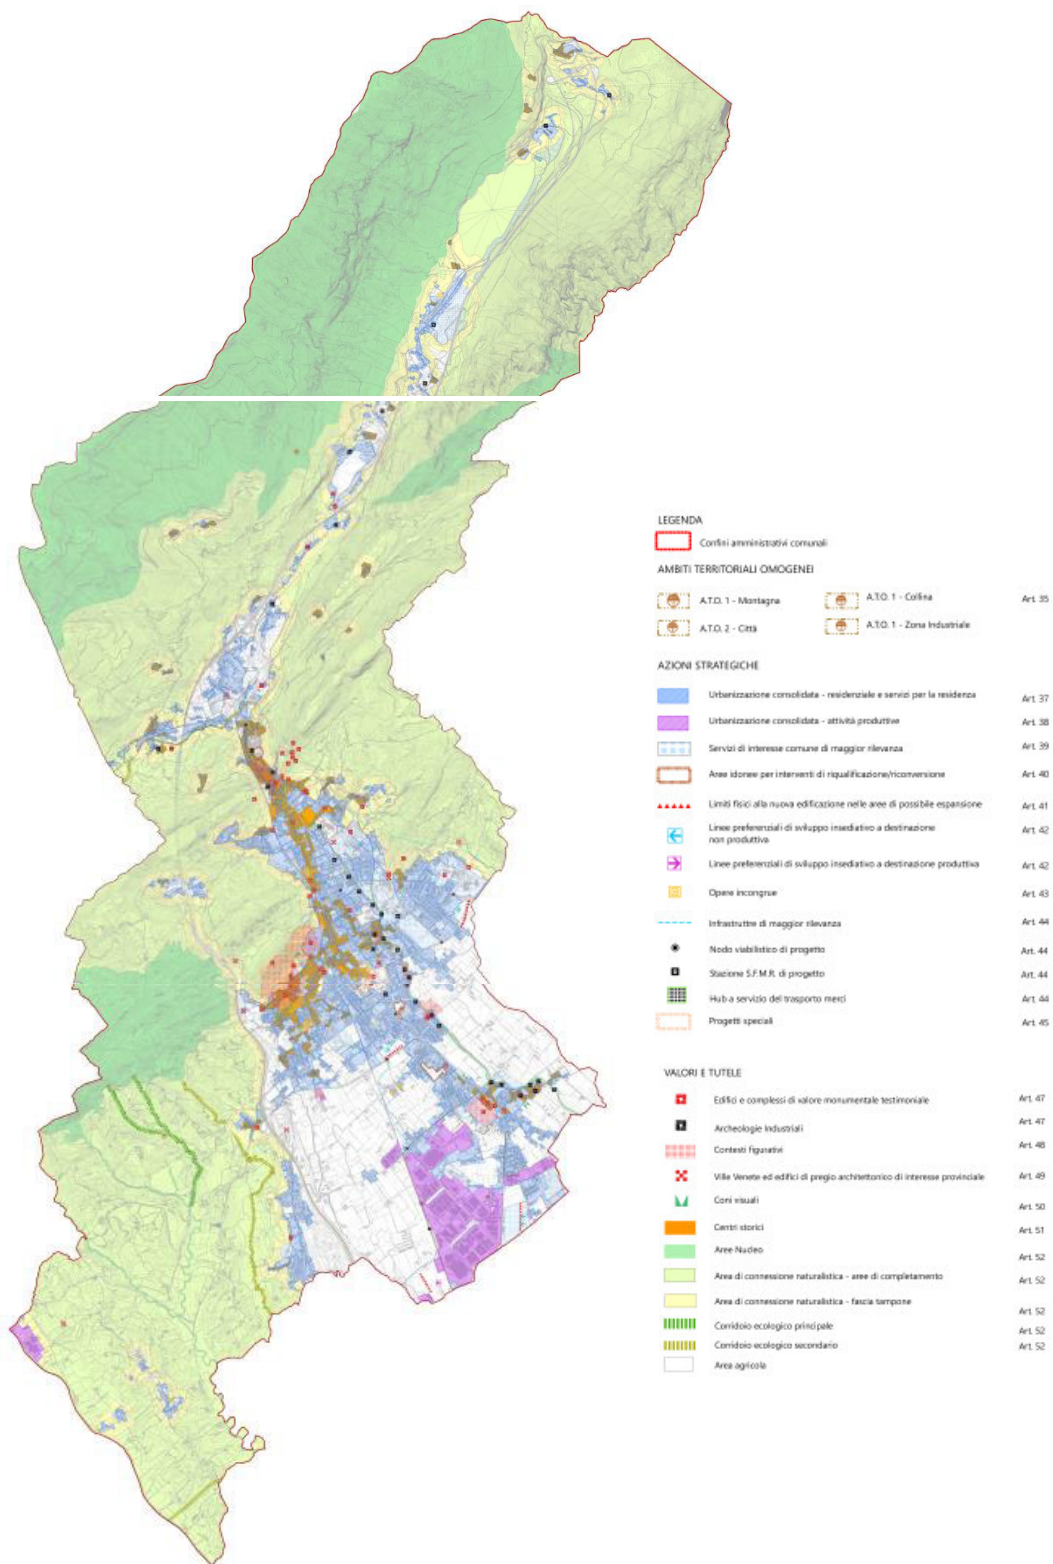 LEGENDA
Confini amministrativi comunali
AMBITI TERRITORIALI OMOGENEI
A.T.O. 1 - Montagna
A.T.O. 1 - Collina
Art. 35
A.T.O. 2 - Città
A.T.O. 1 - Zona Industriale
AZIONI STRATEGICHE
Urbanizzazione consolidata - residenziale e servizi per la residenza Art. 37
Urbanizzazione consolidata - attività produttive Art. 38
Servizi di interesse comune di maggior rilevanza Art. 39
Aree idonee per interventi di riqualificazione/riconversione Art. 40
Limiti fisici alla nuova edificazione nelle aree di possibile espansione Art. 41
Linee preferenziali di sviluppo insediativo a destinazione Art. 42
non produttiva
Linee preferenziali di sviluppo insediativo a destinazione produttiva Art. 42
Opere incongrue Art. 43
Infrastruttre di maggior rilevanza Art. 44
Nodo viabilistico di progetto Art. 44
Stazione S.F.M.R. di progetto Art. 44
Hub a servizio del trasporto merci Art. 44
Progetti speciali Art. 45
VALORI E TUTELE
Edifici e complessi di valore monumentale testimoniale Art. 47
Archeologie Industriali Art. 47
Contesti figurativi Art. 48
Ville Venete ed edifici di pregio architettonico di interesse provinciale Art. 49
Coni visuali Art. 50
Centri storici Art. 51
Aree Nucleo Art. 52
Area di connessione naturalistica - aree di completamento Art. 52
Area di connessione naturalistica - fascia tampone Art. 52
Corridoio ecologico principale Art. 52
Corridoio ecologico secondario Art. 52
Area agricola